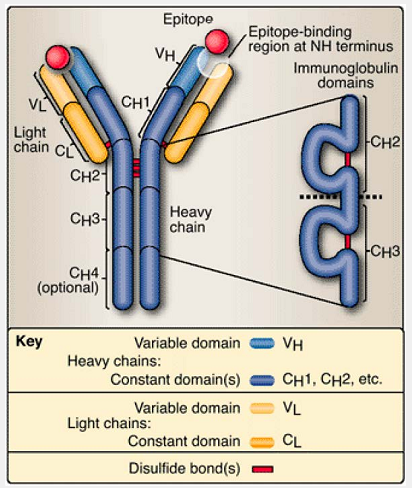 Epitope
Epitope-binding
region at NH terminus
VH
Immunoglobulin
domains
CH1
VL
Light
chain
CL
CH2
CH2
CH3
Heavy
chain
CH3
CH4
(optional)
Key
Variable domain VH
Heavy chains:
Constant domain(s) CH1, CH2, etc.
Variable domain VL
Light chains:
Constant domain CL
Disulfide bond(s)